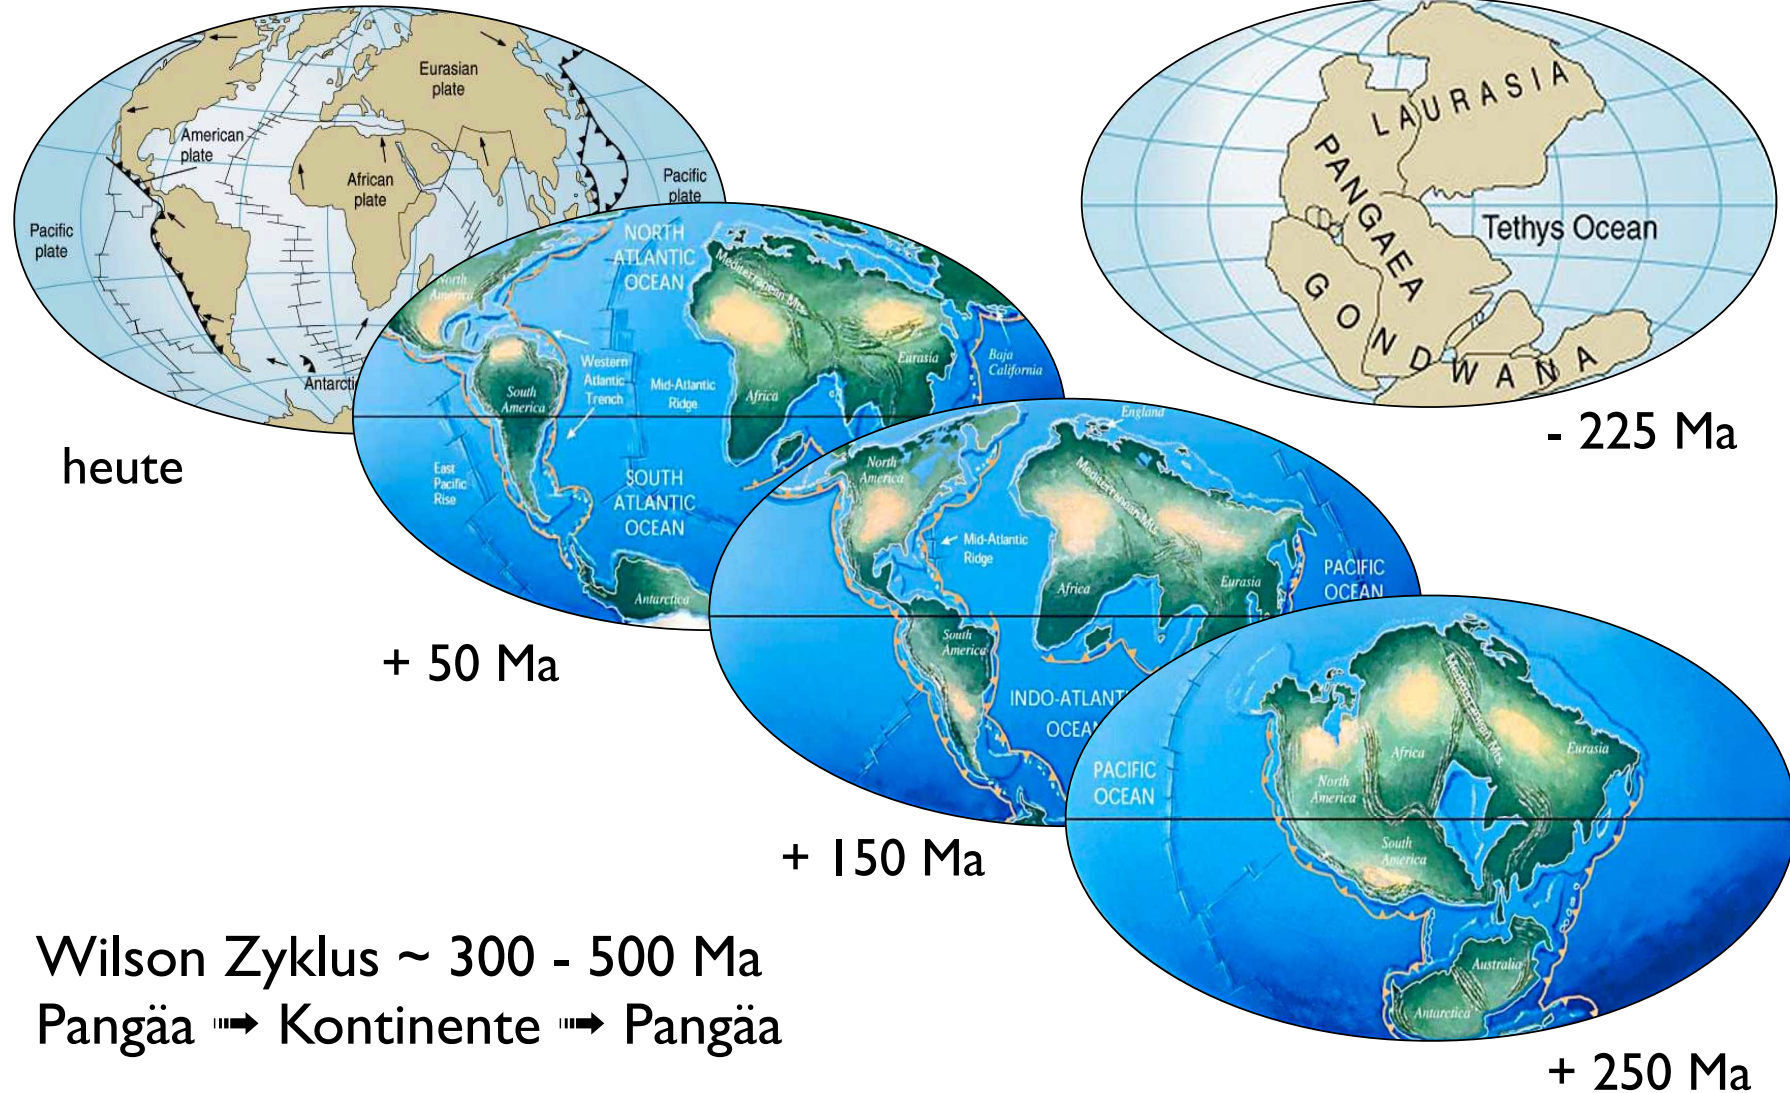 Eurasian
plate
American
plate
African
plate
Pacific
plate
Pacific
plate
Antarcti
heute
LAURASIA
PANGAEA
Tethys Ocean
GONDWANA
- 225 Ma
NORTH
ATLANTIC
OCEAN
North
America
Mediterranean Mts.
Western
Atlantic
Trench
Mid-Atlantic
Ridge
South
America
Africa
Eurasia
Baja
California
East
Pacific
Rise
SOUTH
ATLANTIC
OCEAN
Antarctica
+ 50 Ma
England
North
America
Mediterranean Mts.
Mid-Atlantic
Ridge
Africa
Eurasia
PACIFIC
OCEAN
South
America
INDO-ATLANT
OCEA
+ 150 Ma
Mediterranean Mts.
Africa
Eurasia
PACIFIC
OCEAN
North
America
South
America
Australia
Antarctica
+ 250 Ma
Wilson Zyklus ~ 300 - 500 Ma
Pangäa ➟ Kontinente ➟ Pangäa